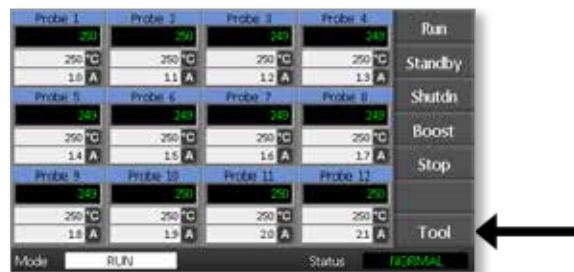 Probe 1 Probe 2 Probe 3 Probe 4 Run
250 250 249 249
250 °C 250 °C 250 °C 250 °C Standby
1.0 A 1.1 A 1.2 A 1.3 A
Probe 5 Probe 6 Probe 7 Probe 8 Shutdn
249 249 249 249
250 °C 250 °C 250 °C 250 °C Boost
1.4 A 1.5 A 1.6 A 1.7 A Stop
Probe 9 Probe 10 Probe 11 Probe 12
249 250 250 250
250 °C 250 °C 250 °C 250 °C
1.8 A 1.9 A 2.0 A 2.1 A Tool
Mode RUN Status NORMAL